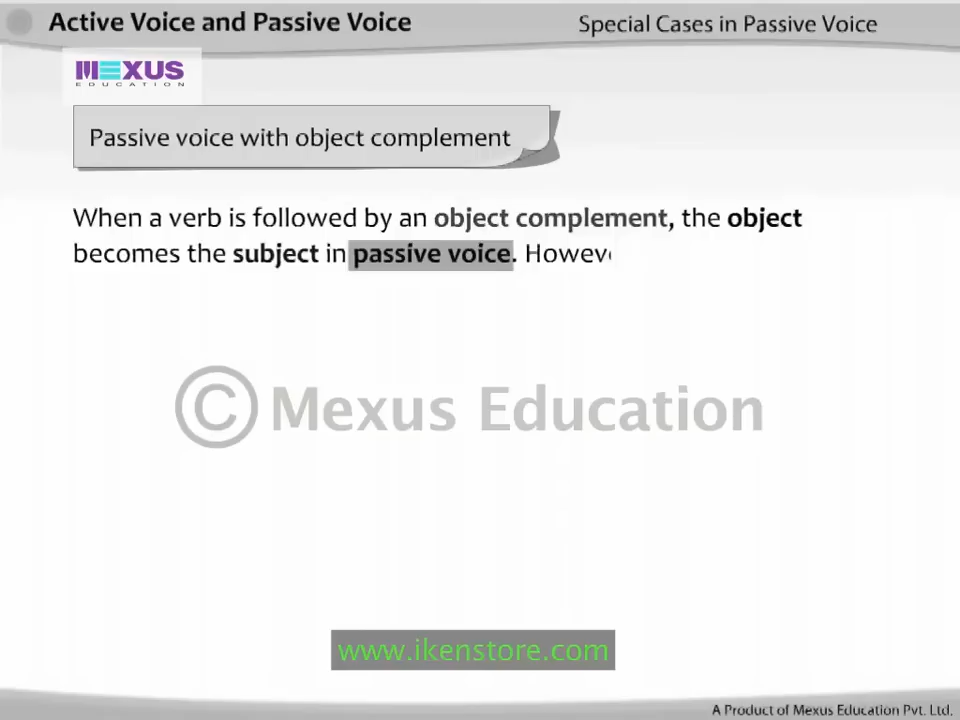 Active Voice and Passive Voice
Special Cases in Passive Voice
MEXUS
EDUCATION
Passive voice with object complement
When a verb is followed by an object complement, the object
becomes the subject in passive voice. Howev
© Mexus Education
www.ikenstore.com
A Product of Mexus Education Pvt. Ltd.